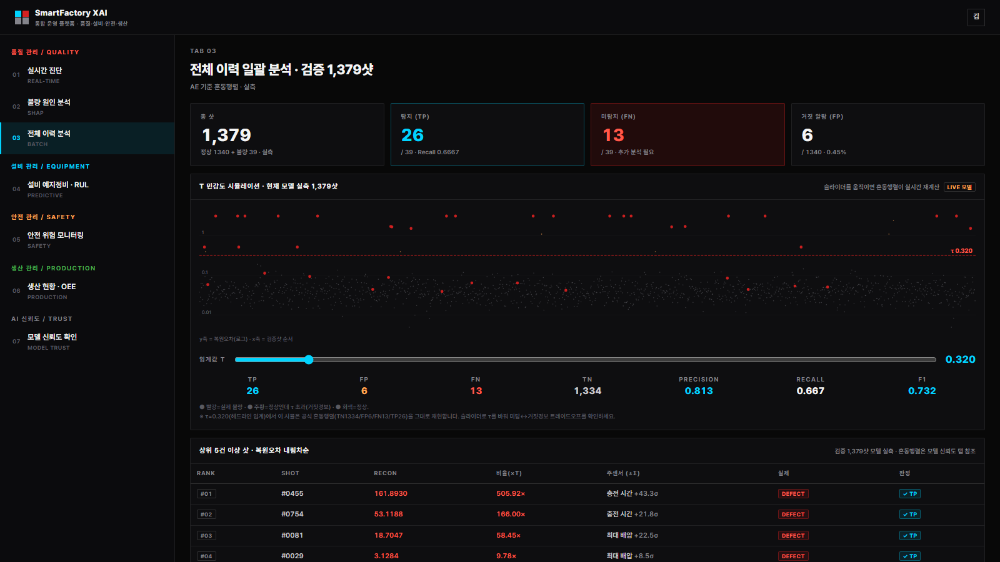 SmartFactory XAI
통합 운영 플랫폼 · 품질·설비·안전·생산
김
품질 관리 / QUALITY
01 실시간 진단
REAL-TIME
02 불량 원인 분석
SHAP
03 전체 이력 분석
BATCH
설비 관리 / EQUIPMENT
04 설비 예지정비 · RUL
PREDICTIVE
안전 관리 / SAFETY
05 안전 위험 모니터링
SAFETY
생산 관리 / PRODUCTION
06 생산 현황 · OEE
PRODUCTION
AI 신뢰도 / TRUST
07 모델 신뢰도 확인
MODEL TRUST
TAB 03
전체 이력 일괄 분석 · 검증 1,379샷
AE 기준 혼동행렬 · 실측
총 샷
1,379
정상 1340 + 불량 39 · 실측
탐지 (TP)
26
/ 39 · Recall 0.6667
미탐지 (FN)
13
/ 39 · 추가 분석 필요
거짓 알람 (FP)
6
/ 1340 · 0.45%
Τ 민감도 시뮬레이션 · 현재 모델 실측 1,379샷
슬라이더를 움직이면 혼동행렬이 실시간 재계산 LIVE 모델
1
τ 0.320
0.1
0.01
y축 = 복원오차(로그) · x축 = 검증샷 순서
임계값 Τ 0.320
TP FP FN TN PRECISION RECALL F1
26 6 13 1,334 0.813 0.667 0.732
● 빨강=실제 불량 · ● 주황=정상인데 τ 초과(거짓경보) · ● 회색=정상.
※ τ=0.320(헤드라인 임계)에서 이 시뮬은 공식 혼동행렬(TN1334/FP6/FN13/TP26)을 그대로 재현합니다. 슬라이더로 τ를 바꿔 미탐↔거짓경보 트레이드오프를 확인하세요.
상위 5건 이상 샷 · 복원오차 내림차순
검증 1,379샷 모델 실측 · 혼동행렬은 모델 신뢰도 탭 참조
RANK SHOT RECON 비율(×Τ) 주센서 (±Σ) 실제 판정
#01 #0455 161.8930 505.92× 충전 시간 +43.3σ DEFECT ✓ TP
#02 #0754 53.1188 166.00× 충전 시간 +21.8σ DEFECT ✓ TP
#03 #0081 18.7047 58.45× 최대 배압 +22.5σ DEFECT ✓ TP
#04 #0029 3.1284 9.78× 최대 배압 +8.5σ DEFECT ✓ TP